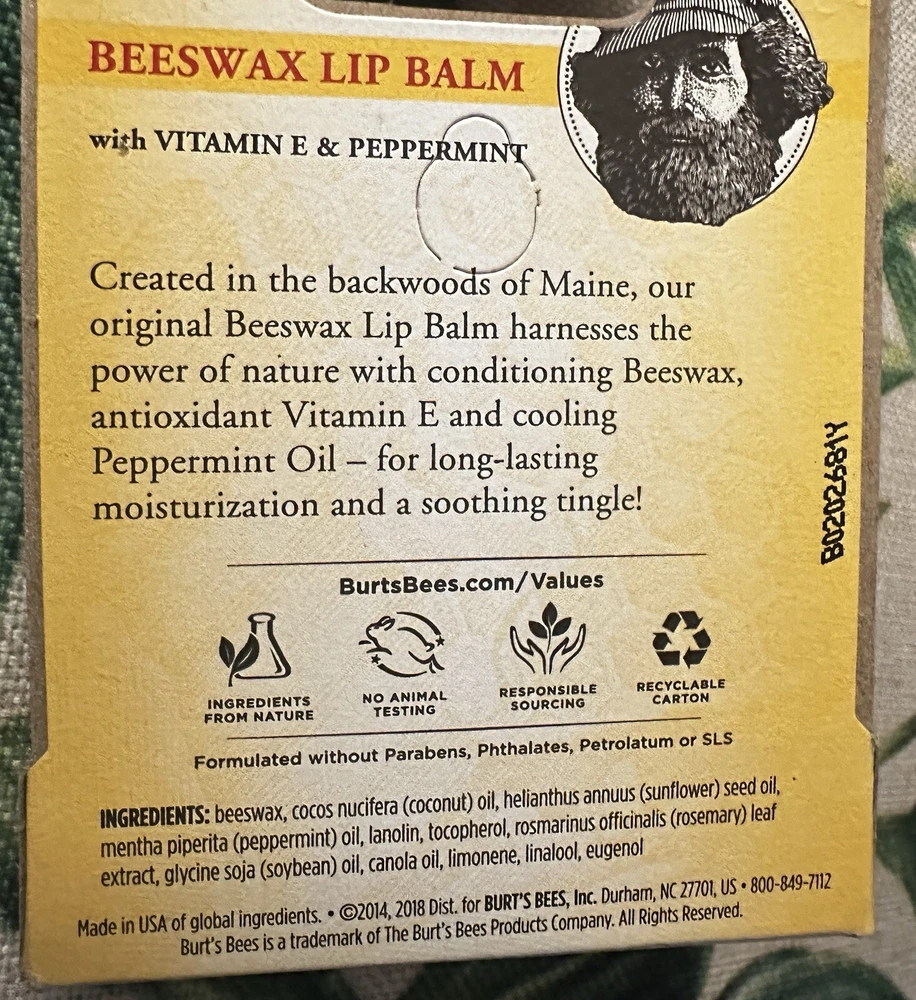 BEESWAX LIP BALM
with VITAMIN E & PEPPERMINT
Created in the backwoods of Maine, our
original Beeswax Lip Balm harnesses the
power of nature with conditioning Beeswax,
antioxidant Vitamin E and cooling
Peppermint Oil – for long-lasting
moisturization and a soothing tingle!
B0202681Y
BurtsBees.com/Values
INGREDIENTS
FROM NATURE
NO ANIMAL
TESTING
RESPONSIBLE
SOURCING
RECYCLABLE
CARTON
Formulated without Parabens, Phthalates, Petrolatum or SLS
INGREDIENTS: beeswax, cocos nucifera (coconut) oil, helianthus annuus (sunflower) seed oil,
mentha piperita (peppermint) oil, lanolin, tocopherol, rosmarinus officinalis (rosemary) leaf
extract, glycine soja (soybean) oil, canola oil, limonene, linalool, eugenol
Made in USA of global ingredients. • ©2014, 2018 Dist. for BURT'S BEES, Inc. Durham, NC 27701, US • 800-849-7112
Burt's Bees is a trademark of The Burt's Bees Products Company. All Rights Reserved.